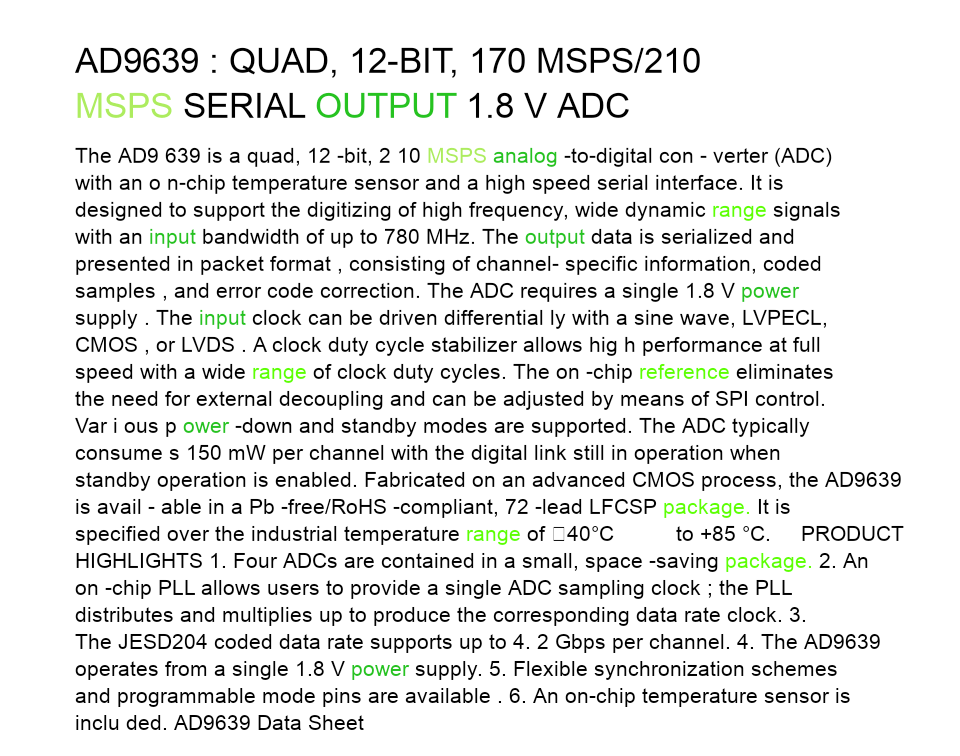 AD9639 : QUAD, 12-BIT, 170 MSPS/210
MSPS SERIAL OUTPUT 1.8 V ADC
The AD9 639 is a quad, 12 -bit, 2 10 MSPS analog -to-digital con - verter (ADC)
with an o n-chip temperature sensor and a high speed serial interface. It is
designed to support the digitizing of high frequency, wide dynamic range signals
with an input bandwidth of up to 780 MHz. The output data is serialized and
presented in packet format , consisting of channel- specific information, coded
samples , and error code correction. The ADC requires a single 1.8 V power
supply . The input clock can be driven differential ly with a sine wave, LVPECL,
CMOS , or LVDS . A clock duty cycle stabilizer allows hig h performance at full
speed with a wide range of clock duty cycles. The on -chip reference eliminates
the need for external decoupling and can be adjusted by means of SPI control.
Var i ous p ower -down and standby modes are supported. The ADC typically
consume s 150 mW per channel with the digital link still in operation when
standby operation is enabled. Fabricated on an advanced CMOS process, the AD9639
is avail - able in a Pb -free/RoHS -compliant, 72 -lead LFCSP package. It is
specified over the industrial temperature range of 40°C to +85 °C. PRODUCT
HIGHLIGHTS 1. Four ADCs are contained in a small, space -saving package. 2. An
on -chip PLL allows users to provide a single ADC sampling clock ; the PLL
distributes and multiplies up to produce the corresponding data rate clock. 3.
The JESD204 coded data rate supports up to 4. 2 Gbps per channel. 4. The AD9639
operates from a single 1.8 V power supply. 5. Flexible synchronization schemes
and programmable mode pins are available . 6. An on-chip temperature sensor is
inclu ded. AD9639 Data Sheet